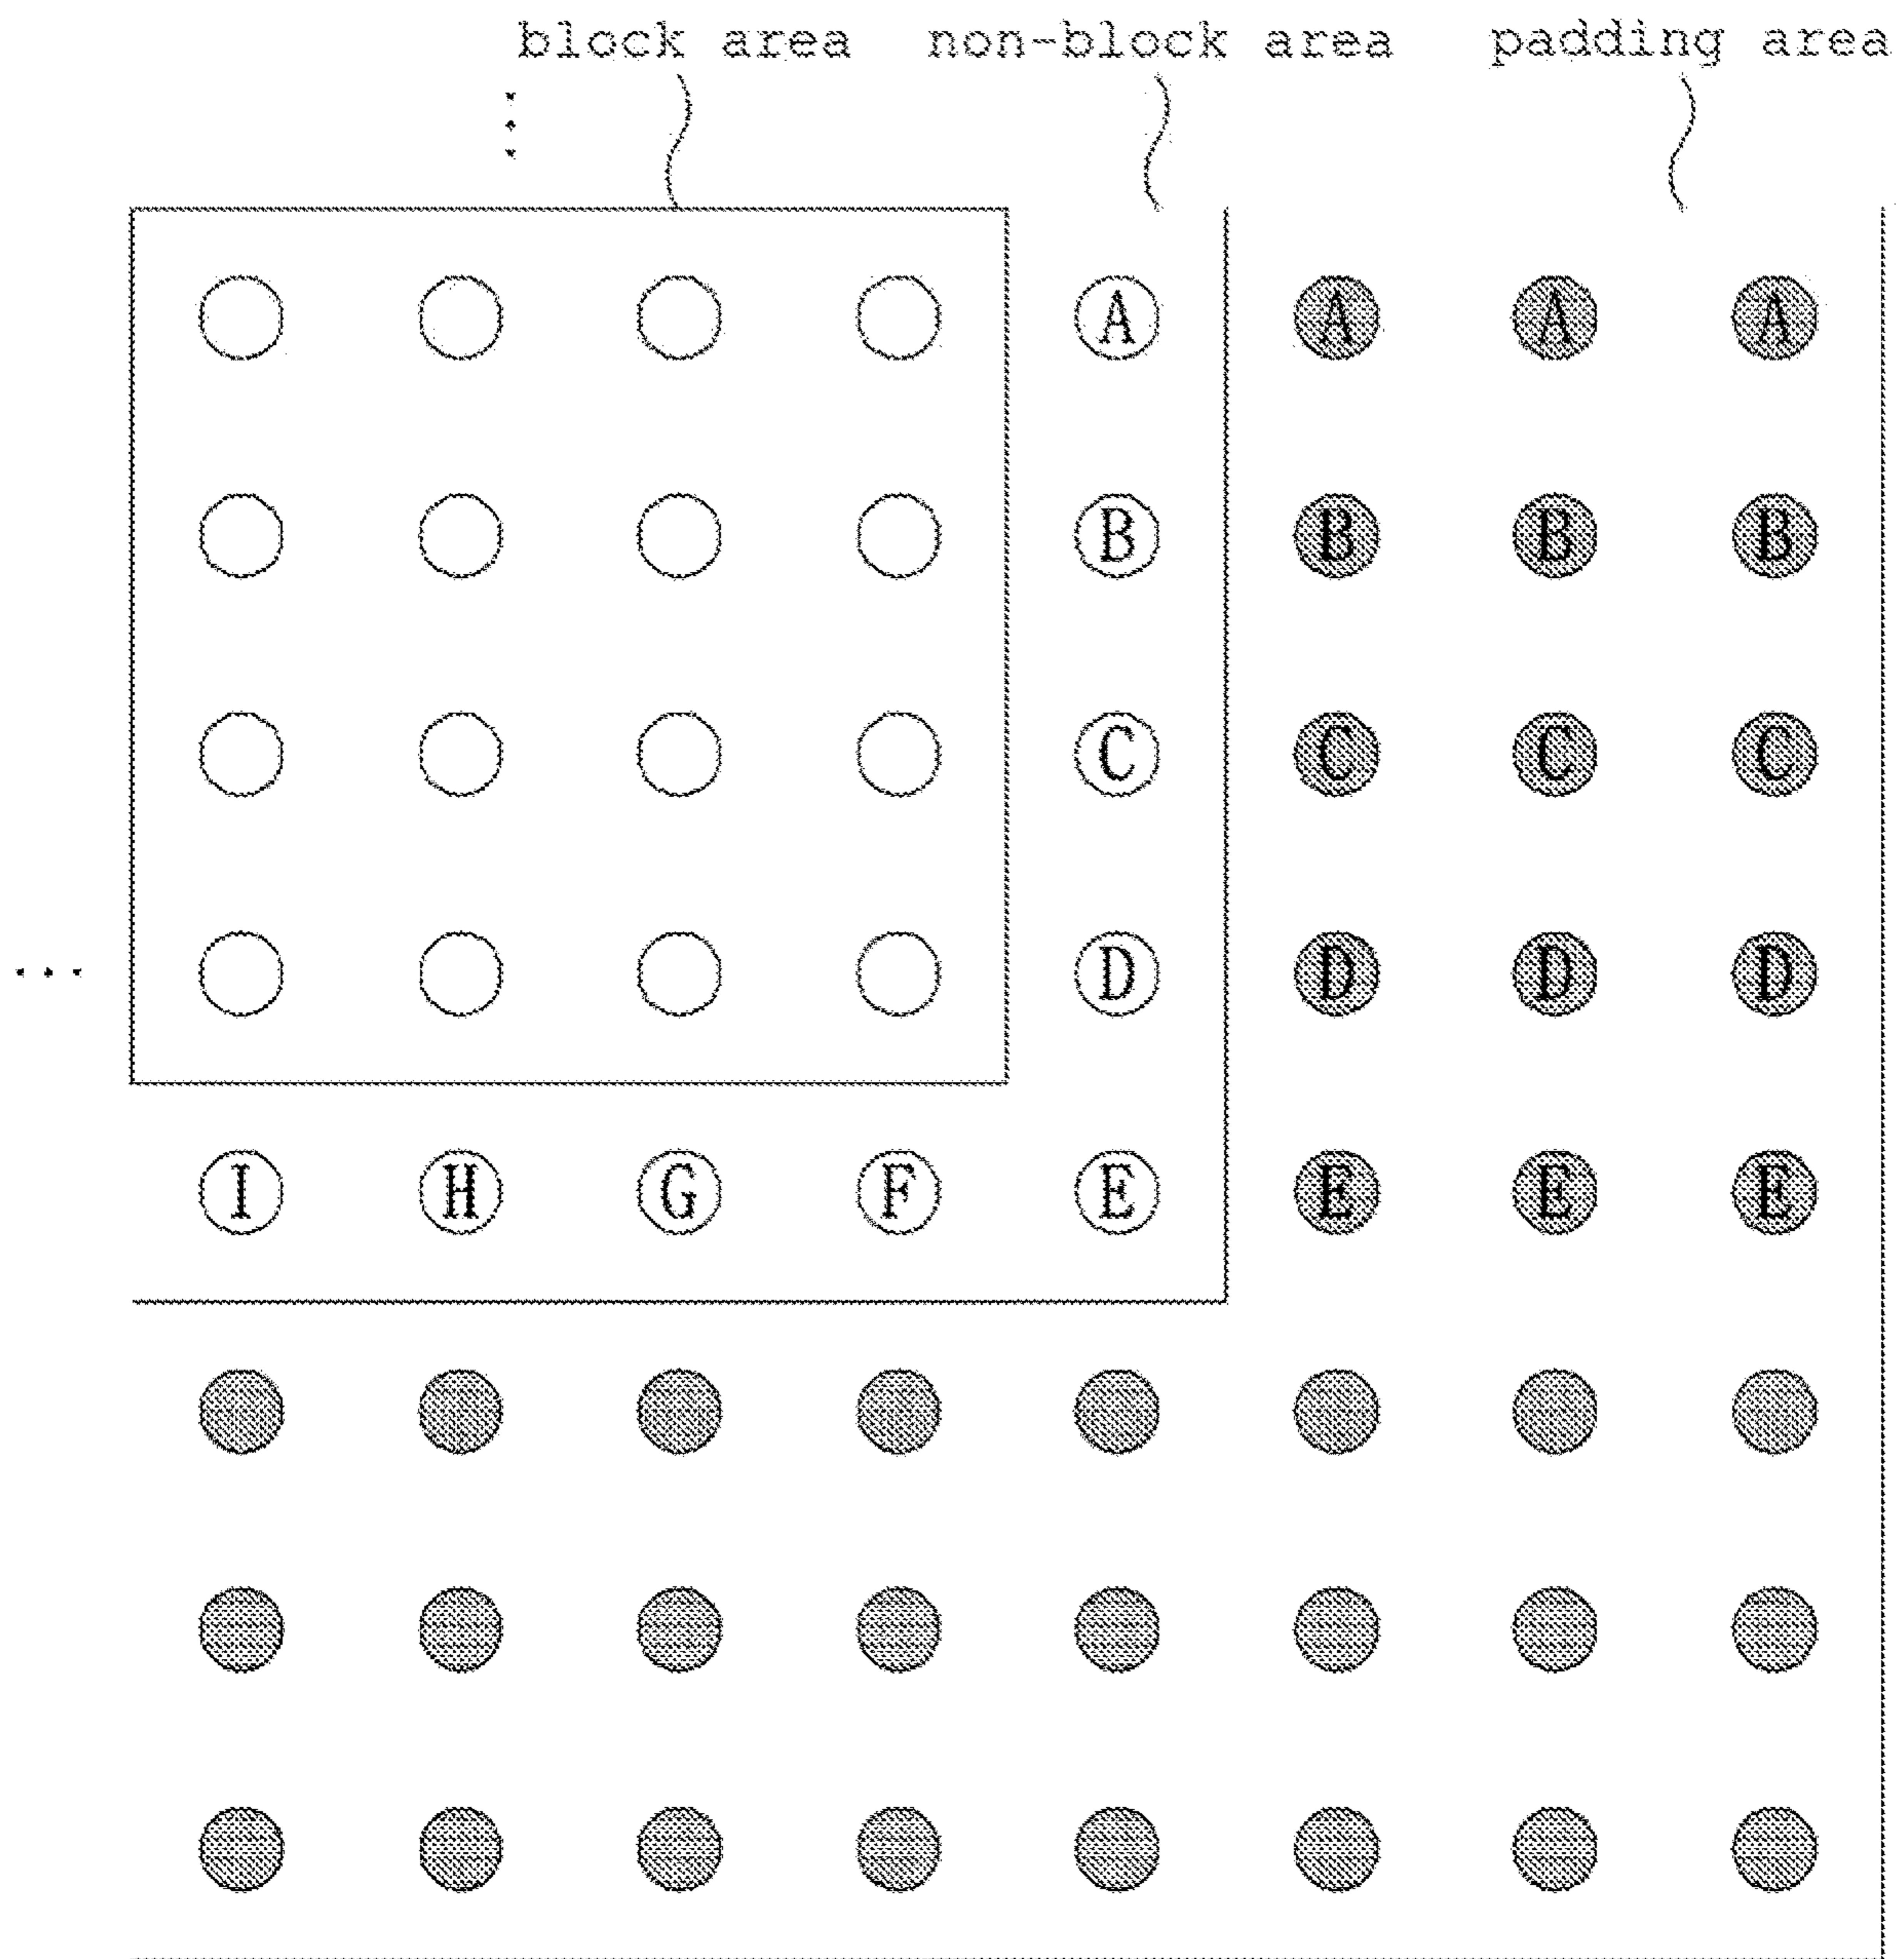 block area non-block area padding area
A A A A
B B B B
C C C C
D D D D
I H G F E E E E